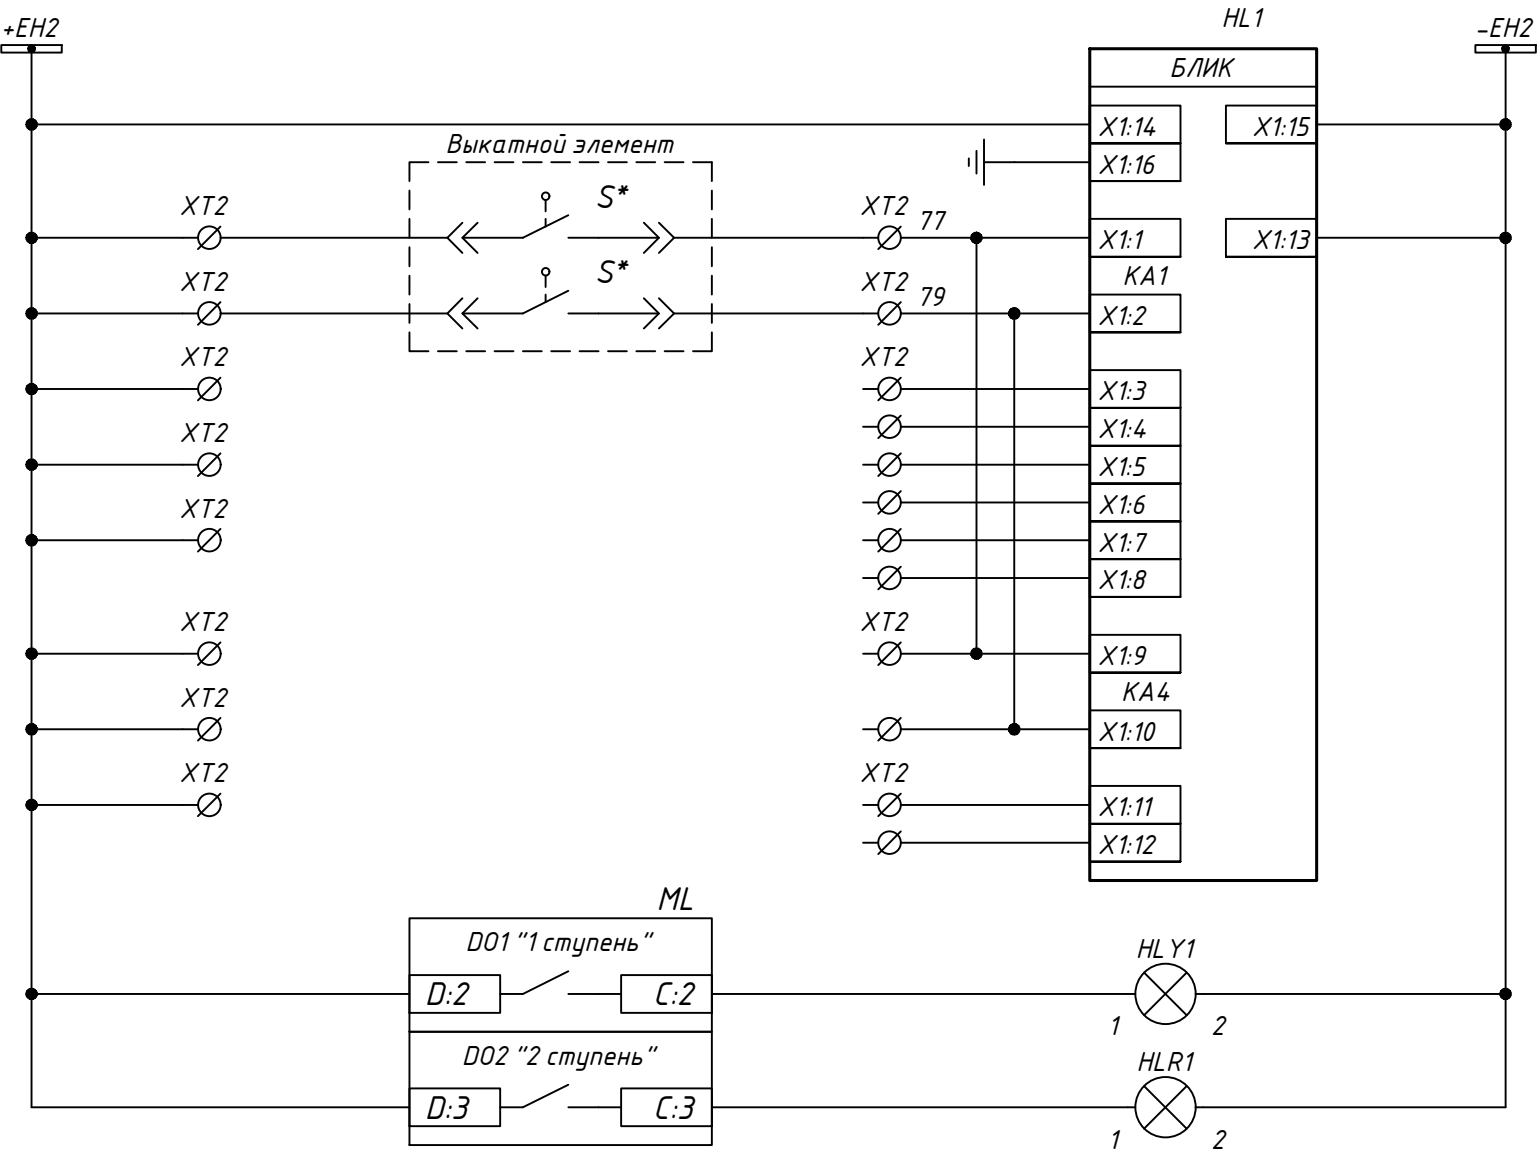 +EH2
HL1
-EH2
БЛИК
X1:14
X1:15
Выкатной элемент
X1:16
XT2
S*
XT2
77
X1:1
X1:13
XT2
S*
XT2
79
KA1
X1:2
XT2
XT2
X1:3
XT2
X1:4
X1:5
XT2
X1:6
X1:7
X1:8
XT2
XT2
X1:9
XT2
KA4
X1:10
XT2
XT2
X1:11
X1:12
ML
DO1 "1 ступень"
HLY1
D:2
C:2
1
2
DO2 "2 ступень"
HLR1
D:3
C:3
1
2